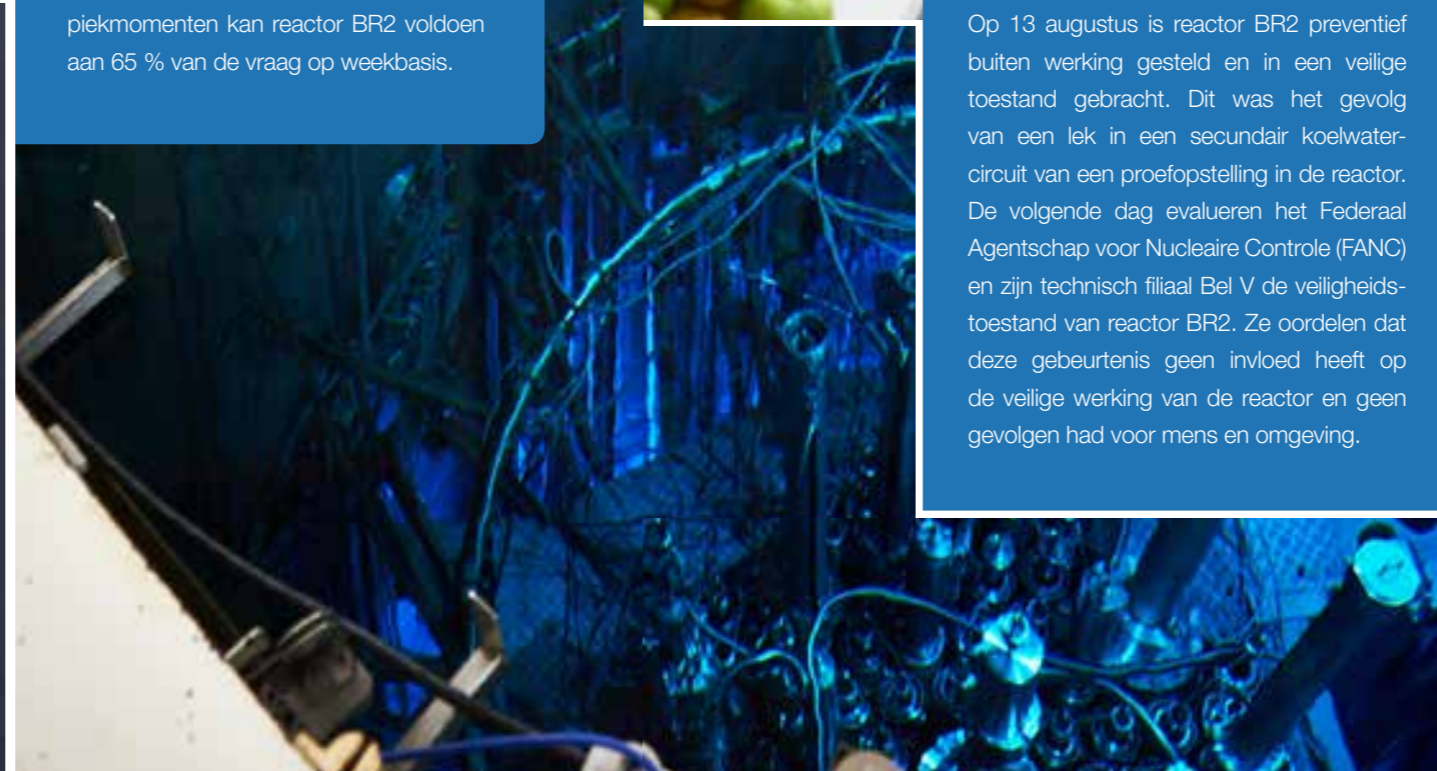 piekmomenten kan reactor BR2 voldoen
aan 65 % van de vraag op weekbasis.
Op 13 augustus is reactor BR2 preventief
buiten werking gesteld en in een veilige
toestand gebracht. Dit was het gevolg
van een lek in een secundair koelwater-
circuit van een proefopstelling in de reactor.
De volgende dag evalueren het Federaal
Agentschap voor Nucleaire Controle (FANC)
en zijn technisch filiaal Bel V de veiligheids-
toestand van reactor BR2. Ze oordelen dat
deze gebeurtenis geen invloed heeft op
de veilige werking van de reactor en geen
gevolgen had voor mens en omgeving.